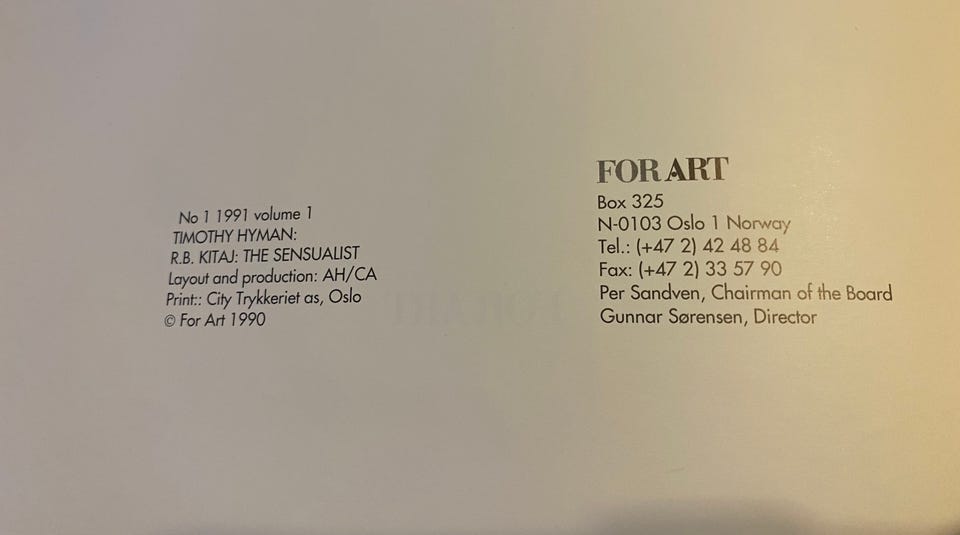 No 1 1991 volume 1
TIMOTHY HYMAN:
R.B. KITAJ: THE SENSUALIST
Layout and production: AH/CA
Print:: City Trykkeriet as, Oslo
© For Art 1990
FOR ART
Box 325
N-0103 Oslo 1 Norway
Tel.: (+47 2) 42 48 84
Fax: (+47 2) 33 57 90
Per Sandven, Chairman of the Board
Gunnar Sørensen, Director